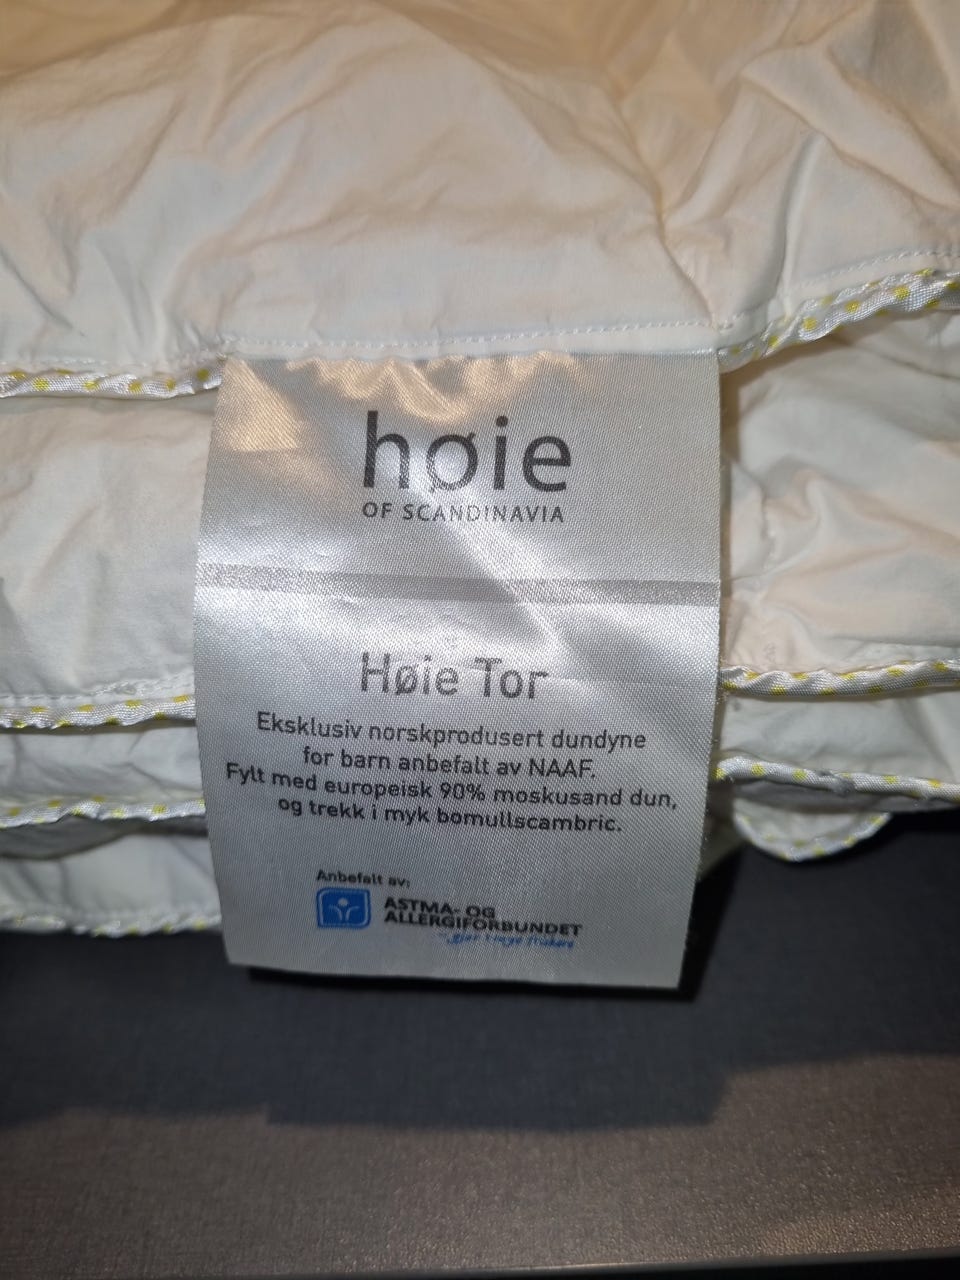 høie
OF SCANDINAVIA
Høie Tor
Eksklusiv norskprodusert dundyne
for barn anbefalt av NAAF.
Fylt med europeisk 90% moskusand dun,
og trekk i myk bomullscambric.
Anbefalt av:
ASTMA- OG
ALLERGIFORBUNDET